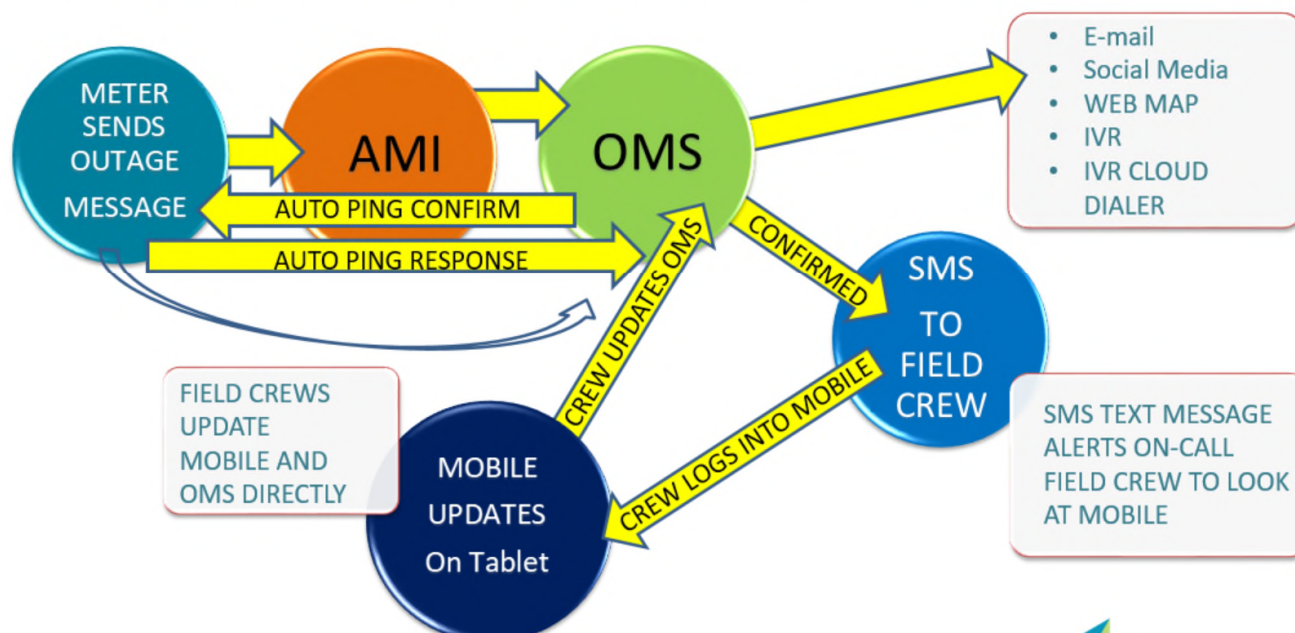 METER
SENDS
OUTAGE
MESSAGE
AMI
OMS
• E-mail
• Social Media
• WEB MAP
• IVR
• IVR CLOUD
DIALER
AUTO PING CONFIRM
AUTO PING RESPONSE
CONFIRMED
SMS
TO
FIELD
CREW
CREW UPDATES OMS
CREW LOGS INTO MOBILE
FIELD CREWS
UPDATE
MOBILE AND
OMS DIRECTLY
MOBILE
UPDATES
On Tablet
SMS TEXT MESSAGE
ALERTS ON-CALL
FIELD CREW TO LOOK
AT MOBILE